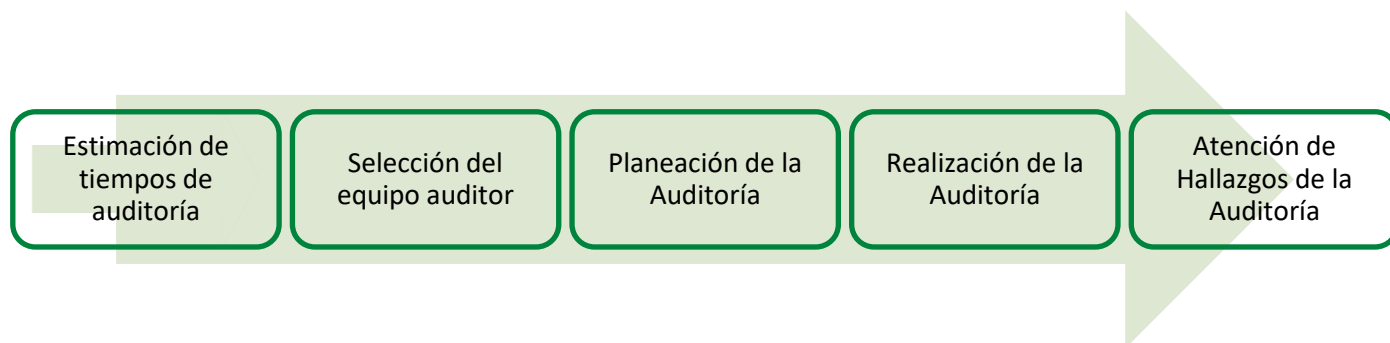 Estimación de
tiempos de
auditoría
Selección del
equipo auditor
Planeación de la
Auditoría
Realización de la
Auditoría
Atención de
Hallazgos de la
Auditoría